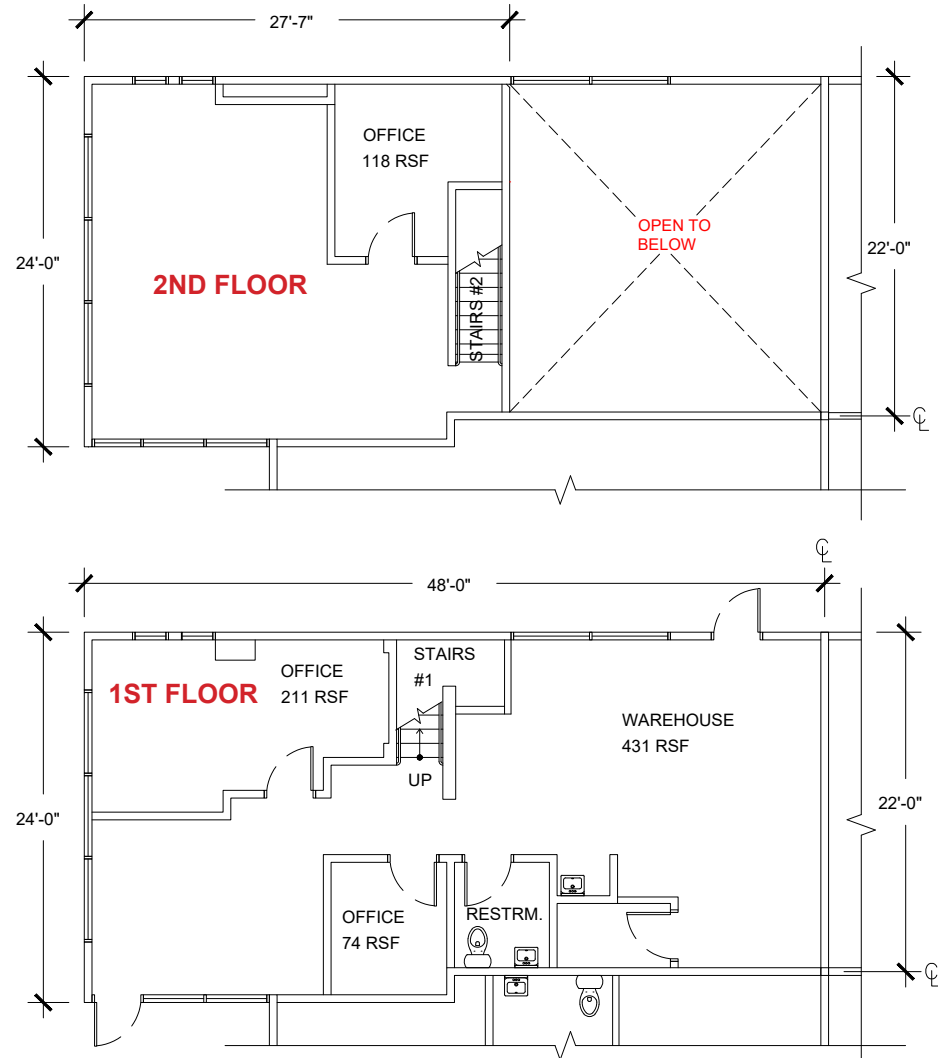 27'-7"
OFFICE
118 RSF
OPEN TO
BELOW
24'-0"
22'-0"
2ND FLOOR
STAIRS #2
℄
℄
48'-0"
STAIRS
#1
OFFICE
211 RSF
1ST FLOOR
WAREHOUSE
431 RSF
UP
24'-0"
22'-0"
OFFICE
74 RSF
RESTRM.
℄